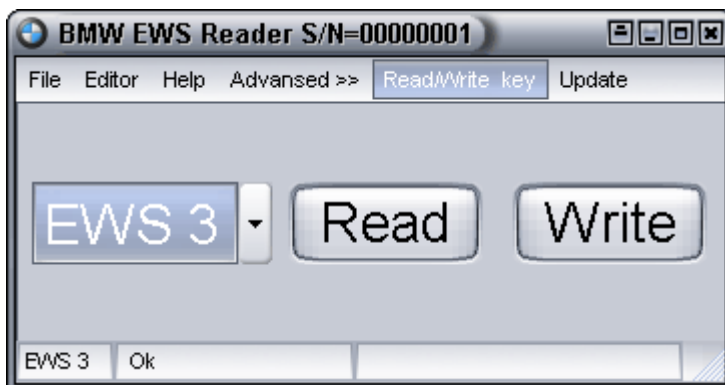 BMW EWS Reader S/N=00000001
File Editor Help Advansed >> Read/Write key Update
EWS 3 Read Write
EWS 3 Ok